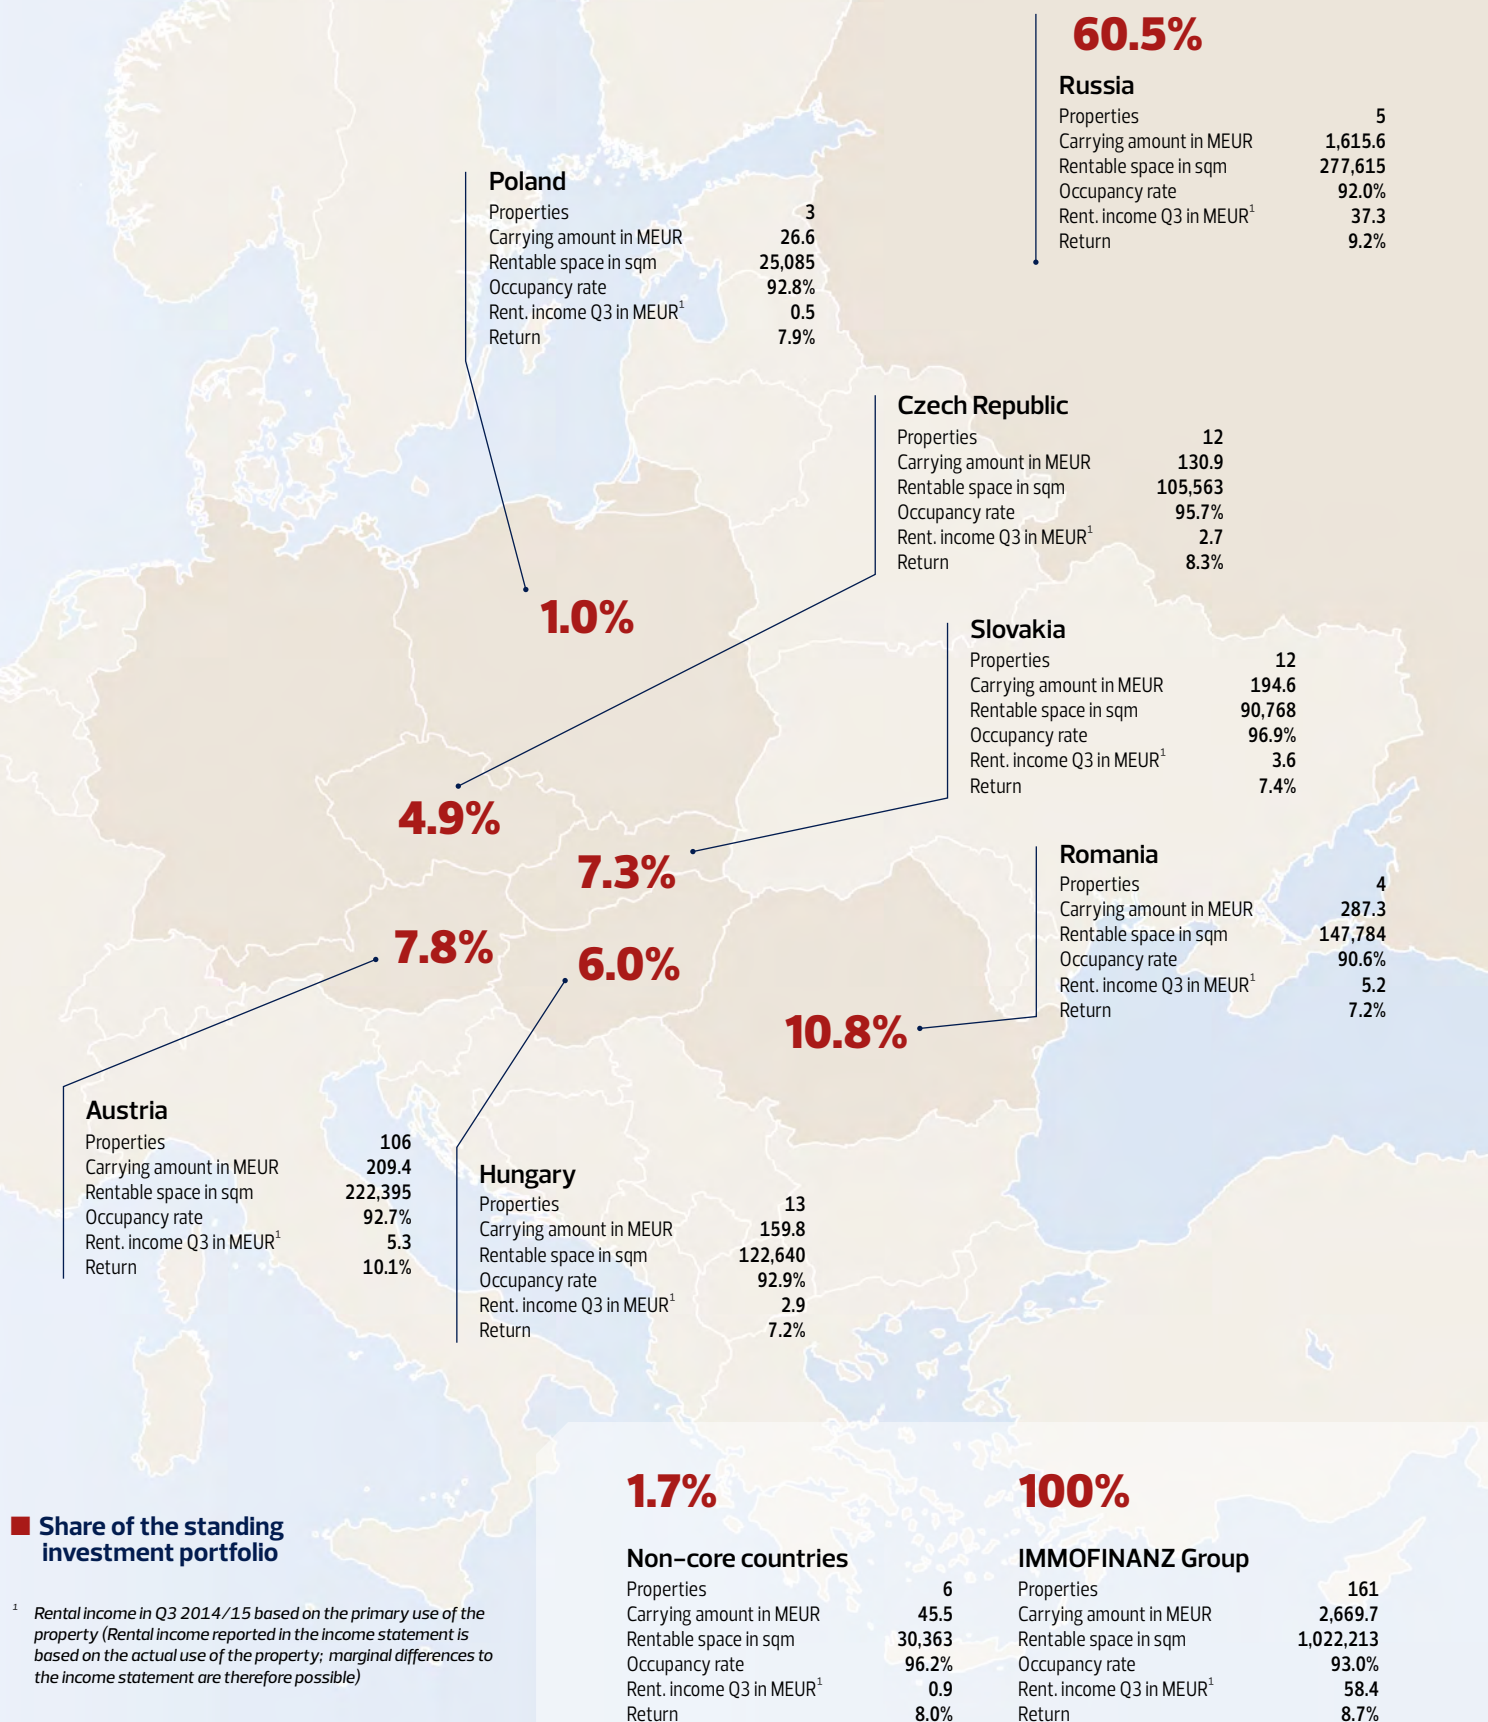 60.5%
Russia
Properties 5
Carrying amount in MEUR 1,615.6
Rentable space in sqm 277,615
Occupancy rate 92.0%
Rent. income Q3 in MEUR¹ 37.3
Return 9.2%
Poland
Properties 3
Carrying amount in MEUR 26.6
Rentable space in sqm 25,085
Occupancy rate 92.8%
Rent. income Q3 in MEUR¹ 0.5
Return 7.9%
1.0%
Czech Republic
Properties 12
Carrying amount in MEUR 130.9
Rentable space in sqm 105,563
Occupancy rate 95.7%
Rent. income Q3 in MEUR¹ 2.7
Return 8.3%
4.9%
Slovakia
Properties 12
Carrying amount in MEUR 194.6
Rentable space in sqm 90,768
Occupancy rate 96.9%
Rent. income Q3 in MEUR¹ 3.6
Return 7.4%
7.3%
Romania
Properties 4
Carrying amount in MEUR 287.3
Rentable space in sqm 147,784
Occupancy rate 90.6%
Rent. income Q3 in MEUR¹ 5.2
Return 7.2%
10.8%
7.8%
Austria
Properties 106
Carrying amount in MEUR 209.4
Rentable space in sqm 222,395
Occupancy rate 92.7%
Rent. income Q3 in MEUR¹ 5.3
Return 10.1%
6.0%
Hungary
Properties 13
Carrying amount in MEUR 159.8
Rentable space in sqm 122,640
Occupancy rate 92.9%
Rent. income Q3 in MEUR¹ 2.9
Return 7.2%
1.7%
Non-core countries
Properties 6
Carrying amount in MEUR 45.5
Rentable space in sqm 30,363
Occupancy rate 96.2%
Rent. income Q3 in MEUR¹ 0.9
Return 8.0%
100%
IMMOFINANZ Group
Properties 161
Carrying amount in MEUR 2,669.7
Rentable space in sqm 1,022,213
Occupancy rate 93.0%
Rent. income Q3 in MEUR¹ 58.4
Return 8.7%
Share of the standing
investment portfolio
¹ Rental income in Q3 2014/15 based on the primary use of the
property (Rental income reported in the income statement is
based on the actual use of the property; marginal differences to
the income statement are therefore possible)